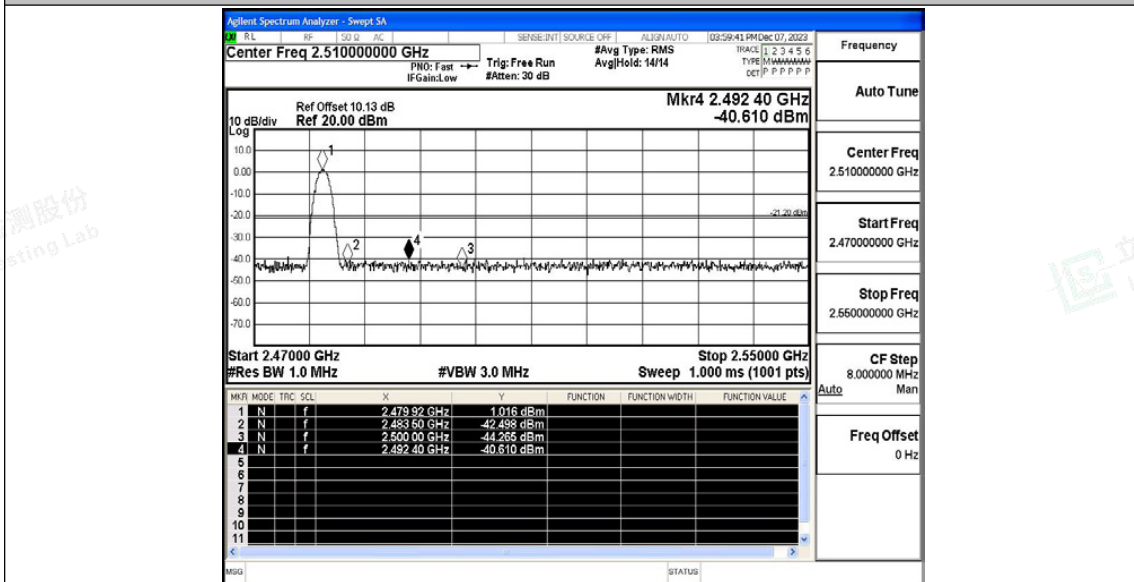 Agilent Spectrum Analyzer - Swept SA
RL RF 50 Ω AC SENSE:INT SOURCE OFF ALIGNAUTO 03:59:41 PM Dec 07, 2023
Center Freq 2.510000000 GHz
PNO: Fast
IFGain:Low
Trig: Free Run
#Atten: 30 dB
#Avg Type: RMS
Avg|Hold: 14/14
TRACE 1 2 3 4 5 6
TYPE M
DET P P P P P P
Ref Offset 10.13 dB
10 dB/div Ref 20.00 dBm
Log
Mkr4 2.492 40 GHz
-40.610 dBm
10.0
0.00
-10.0
-20.0
-30.0
-40.0
-50.0
-60.0
-70.0
1
2
4
3
-21.20 dBm
Start 2.47000 GHz Stop 2.55000 GHz
#Res BW 1.0 MHz #VBW 3.0 MHz Sweep 1.000 ms (1001 pts)
MKR MODE TRC SCL X Y FUNCTION FUNCTION WIDTH FUNCTION VALUE
1 N f 2.479 92 GHz 1.016 dBm
2 N f 2.483 50 GHz -42.498 dBm
3 N f 2.500 00 GHz -44.265 dBm
4 N f 2.492 40 GHz -40.610 dBm
5
6
7
8
9
10
11
MSG STATUS
Frequency
Auto Tune
Center Freq
2.510000000 GHz
Start Freq
2.470000000 GHz
Stop Freq
2.550000000 GHz
CF Step
8.000000 MHz
Auto Man
Freq Offset
0 Hz
测股份
sting Lab
立